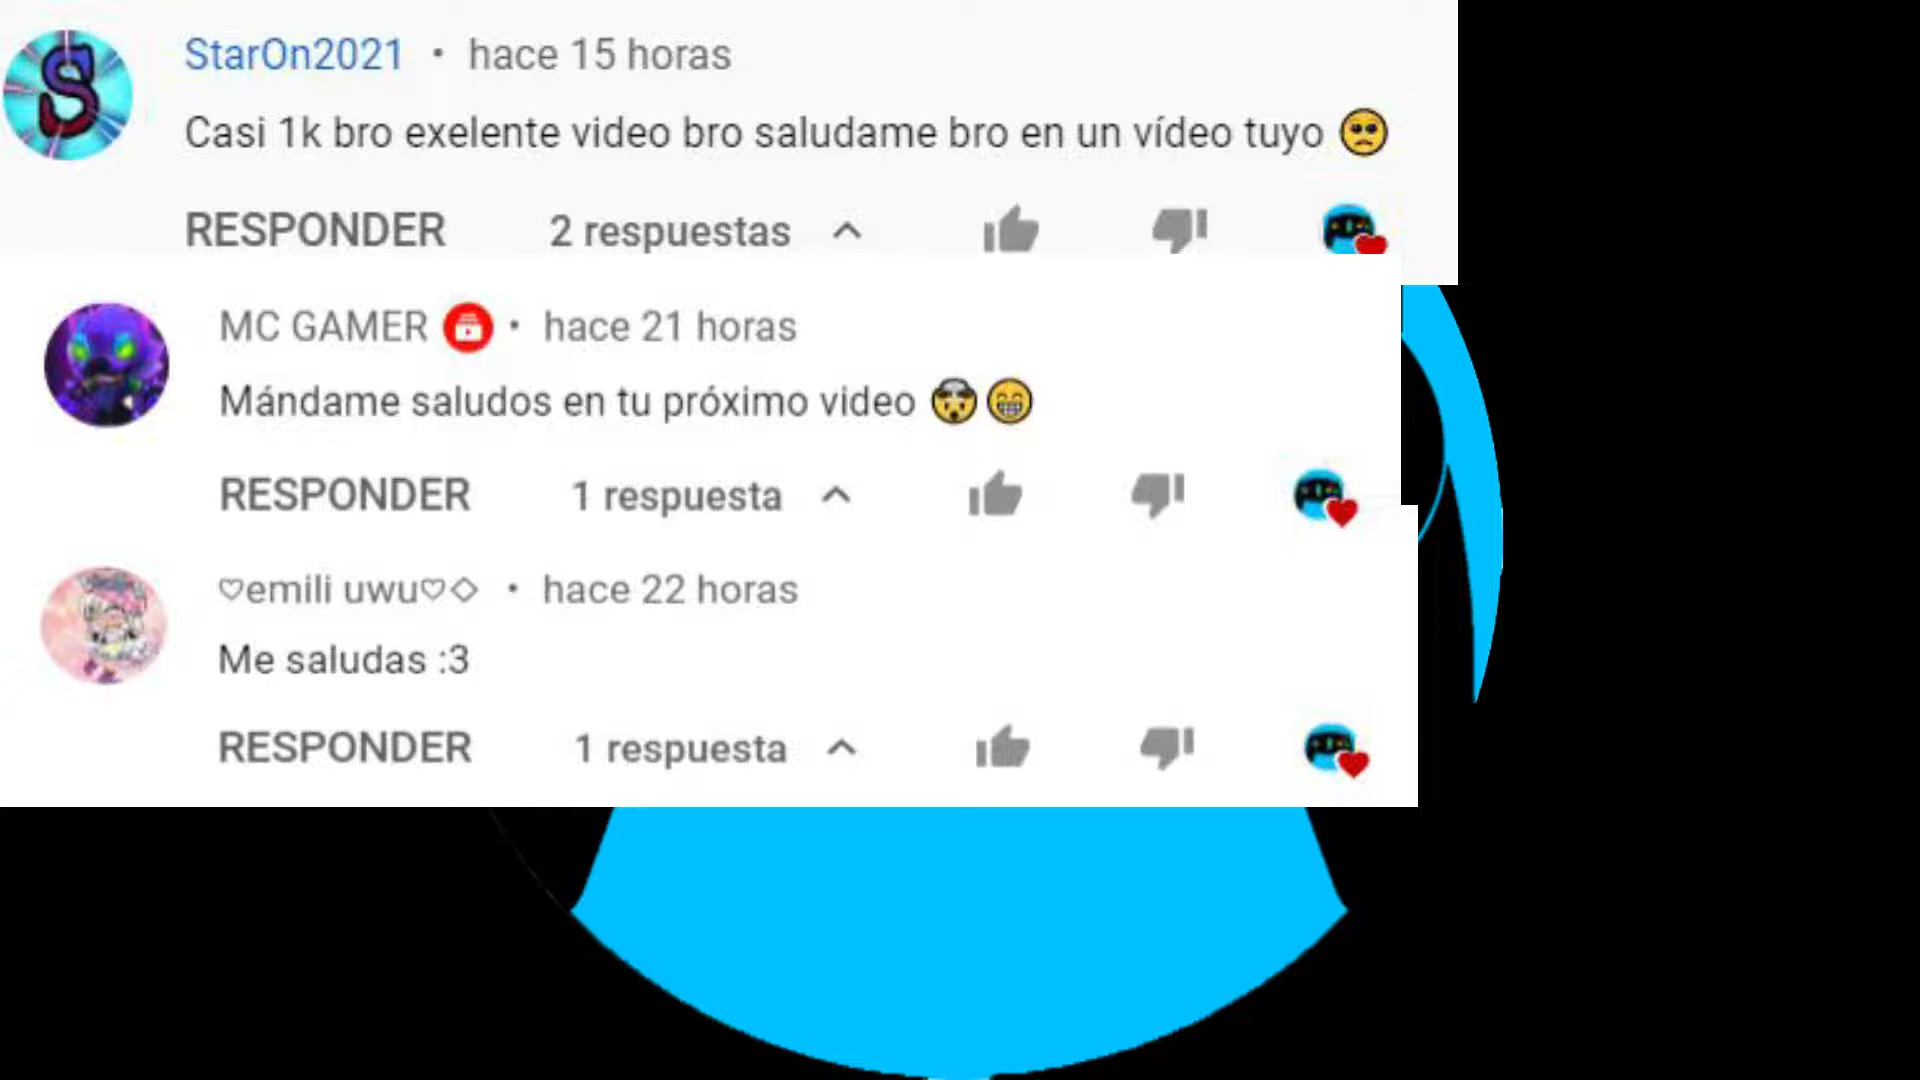 StarOn2021 • hace 15 horas
Casi 1k bro exelente video bro saludame bro en un vídeo tuyo 🥺
RESPONDER 2 respuestas
MC GAMER • hace 21 horas
Mándame saludos en tu próximo video 🤯😁
RESPONDER 1 respuesta
♡emili uwu♡◇ • hace 22 horas
Me saludas :3
RESPONDER 1 respuesta